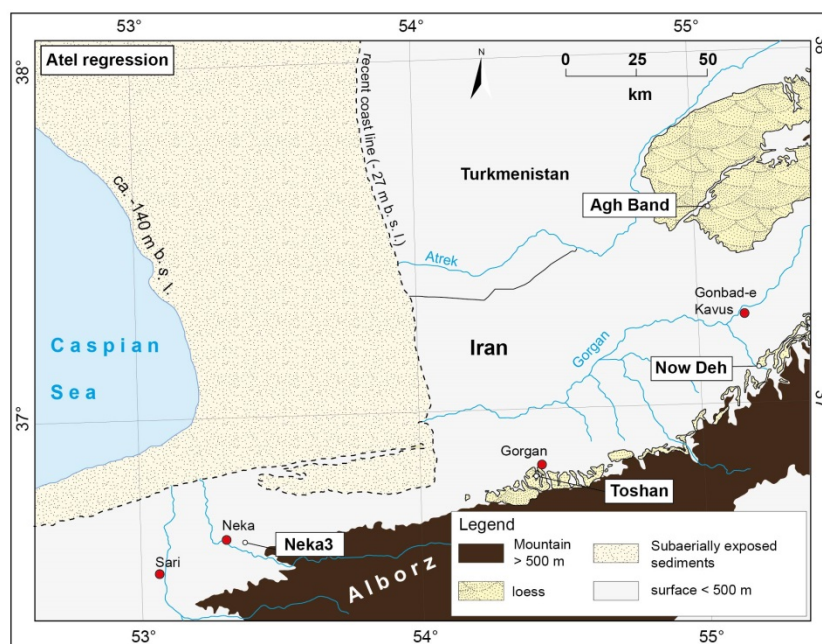 53°
54°
55°
38°
38
Atel regression
N
0 25 50
km
recent coast line (- 27 m b. s. l.)
ca. -140 m b. s. l.
Turkmenistan
Agh Band
Atrek
Gonbad-e
Kavus
Caspian
Sea
Iran
Gorgan
Now Deh
37°
37
Gorgan
Toshan
Neka
Neka3
Sari
Alborz
Legend
Mountain
> 500 m
Subaerially exposed
sediments
loess
surface < 500 m
53°
54°
55°